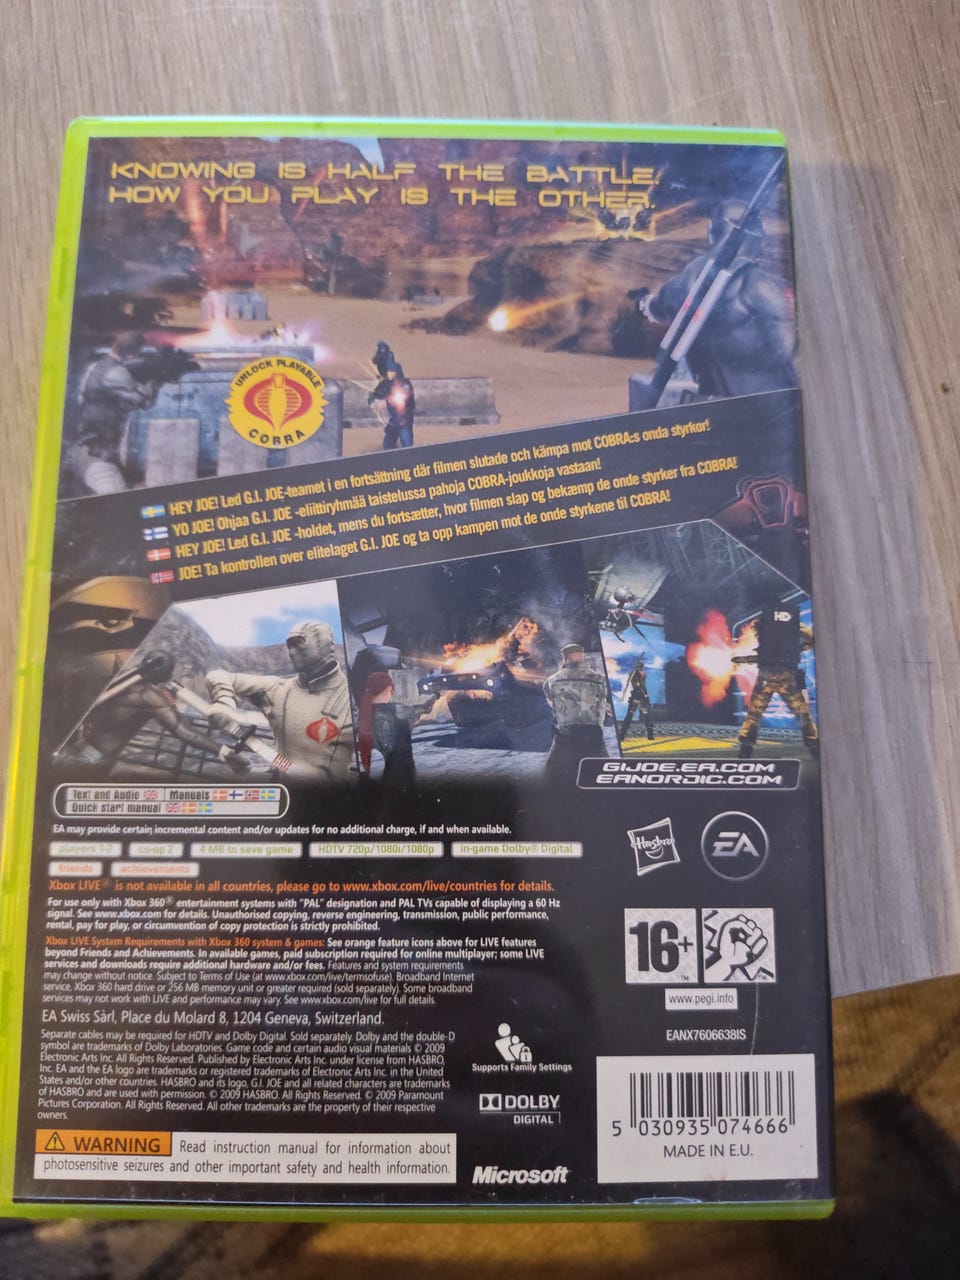 KNOWING IS HALF THE BATTLE.
HOW YOU PLAY IS THE OTHER.
UNLOCK PLAYABLE
COBRA
HEY JOE! Led G.I. JOE-teamet i en fortsättning där filmen slutade och kämpa mot COBRA:s onda styrkor!
YO JOE! Ohjaa G.I. JOE -eliittiryhmää taistelussa pahoja COBRA-joukkoja vastaan!
HEY JOE! Led G.I. JOE -holdet, mens du fortsætter, hvor filmen slap og bekæmp de onde styrker fra COBRA!
JOE! Ta kontrollen over elitelaget G.I. JOE og ta opp kampen mot de onde styrkene til COBRA!
HD
GIJOE.EA.COM
EANORDIC.COM
Text and Audio Manuals
Quick start manual
EA may provide certain incremental content and/or updates for no additional charge, if and when available.
players 1-2 co-op 2 4 MB to save game HDTV 720p/1080i/1080p in-game Dolby® Digital
friends achievements
Xbox LIVE® is not available in all countries, please go to www.xbox.com/live/countries for details.
For use only with Xbox 360® entertainment systems with "PAL" designation and PAL TVs capable of displaying a 60 Hz
signal. See www.xbox.com for details. Unauthorised copying, reverse engineering, transmission, public performance,
rental, pay for play, or circumvention of copy protection is strictly prohibited.
Xbox LIVE System Requirements with Xbox 360 system & games: See orange feature icons above for LIVE features
beyond Friends and Achievements. In available games, paid subscription required for online multiplayer; some LIVE
services and downloads require additional hardware and/or fees. Features and system requirements
may change without notice. Subject to Terms of Use (at www.xbox.com/live/termsofuse). Broadband Internet
service, Xbox 360 hard drive or 256 MB memory unit or greater required (sold separately). Some broadband
services may not work with LIVE and performance may vary. See www.xbox.com/live for full details.
EA Swiss Sàrl, Place du Molard 8, 1204 Geneva, Switzerland.
Separate cables may be required for HDTV and Dolby Digital. Sold separately. Dolby and the double-D
symbol are trademarks of Dolby Laboratories. Game code and certain audio visual materials © 2009
Electronic Arts Inc. All Rights Reserved. Published by Electronic Arts Inc. under license from HASBRO,
Inc. EA and the EA logo are trademarks or registered trademarks of Electronic Arts Inc. in the United
States and/or other countries. HASBRO and its logo, G.I. JOE and all related characters are trademarks
of HASBRO and are used with permission. © 2009 HASBRO. All Rights Reserved. © 2009 Paramount
Pictures Corporation. All Rights Reserved. All other trademarks are the property of their respective
owners.
WARNING Read instruction manual for information about
photosensitive seizures and other important safety and health information.
Hasbro
EA
16+
™
™
www.pegi.info
EANX7606638IS
Supports Family Settings
DOLBY
DIGITAL
Microsoft®
5 030935 074666
MADE IN E.U.